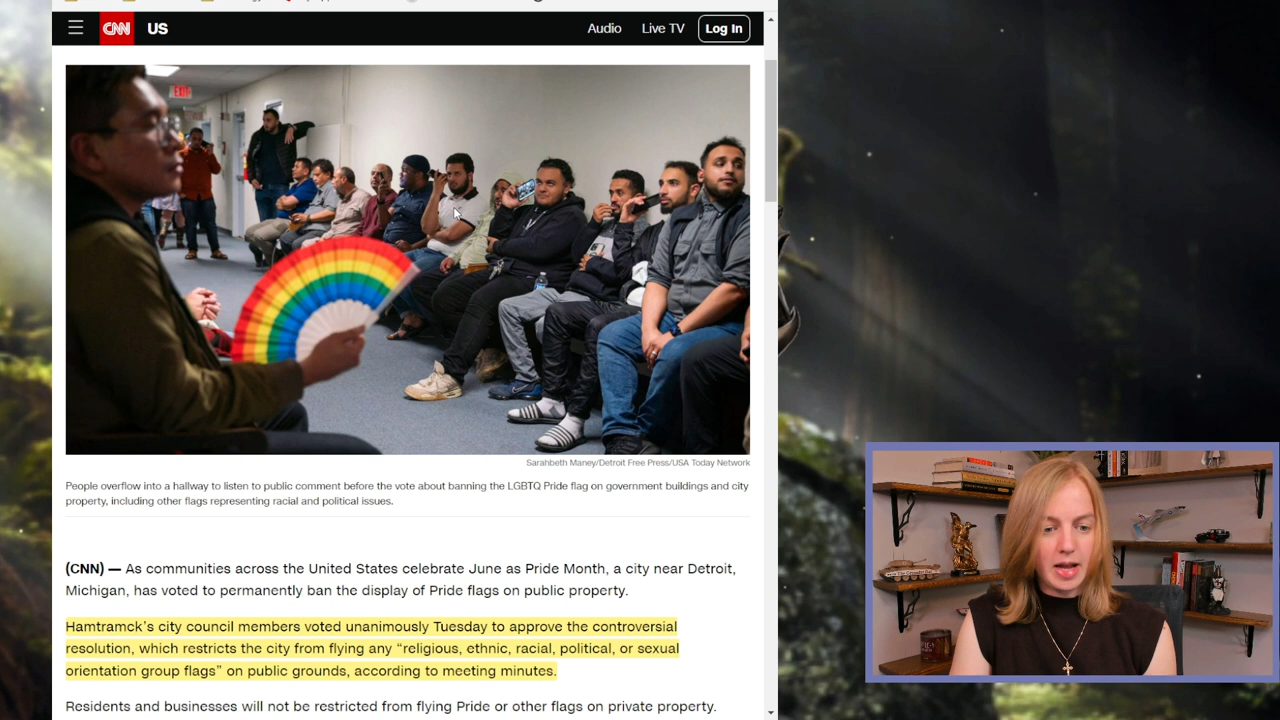 CNN US Audio Live TV Log In
EXIT
Sarahbeth Maney/Detroit Free Press/USA Today Network
People overflow into a hallway to listen to public comment before the vote about banning the LGBTQ Pride flag on government buildings and city
property, including other flags representing racial and political issues.
(CNN) — As communities across the United States celebrate June as Pride Month, a city near Detroit,
Michigan, has voted to permanently ban the display of Pride flags on public property.
Hamtramck's city council members voted unanimously Tuesday to approve the controversial
resolution, which restricts the city from flying any “religious, ethnic, racial, political, or sexual
orientation group flags” on public grounds, according to meeting minutes.
Residents and businesses will not be restricted from flying Pride or other flags on private property.